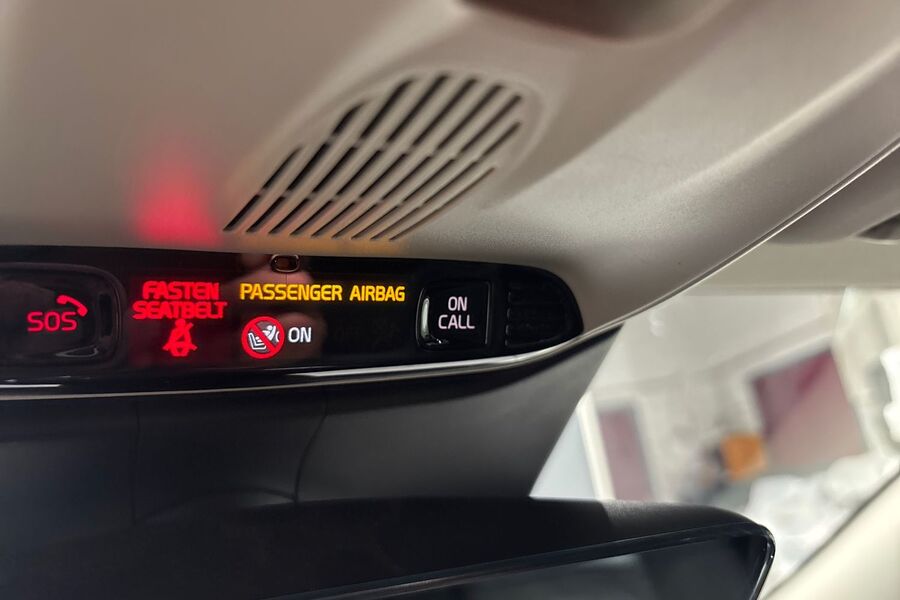 SOS
FASTEN
SEATBELT
PASSENGER AIRBAG
ON
ON
CALL